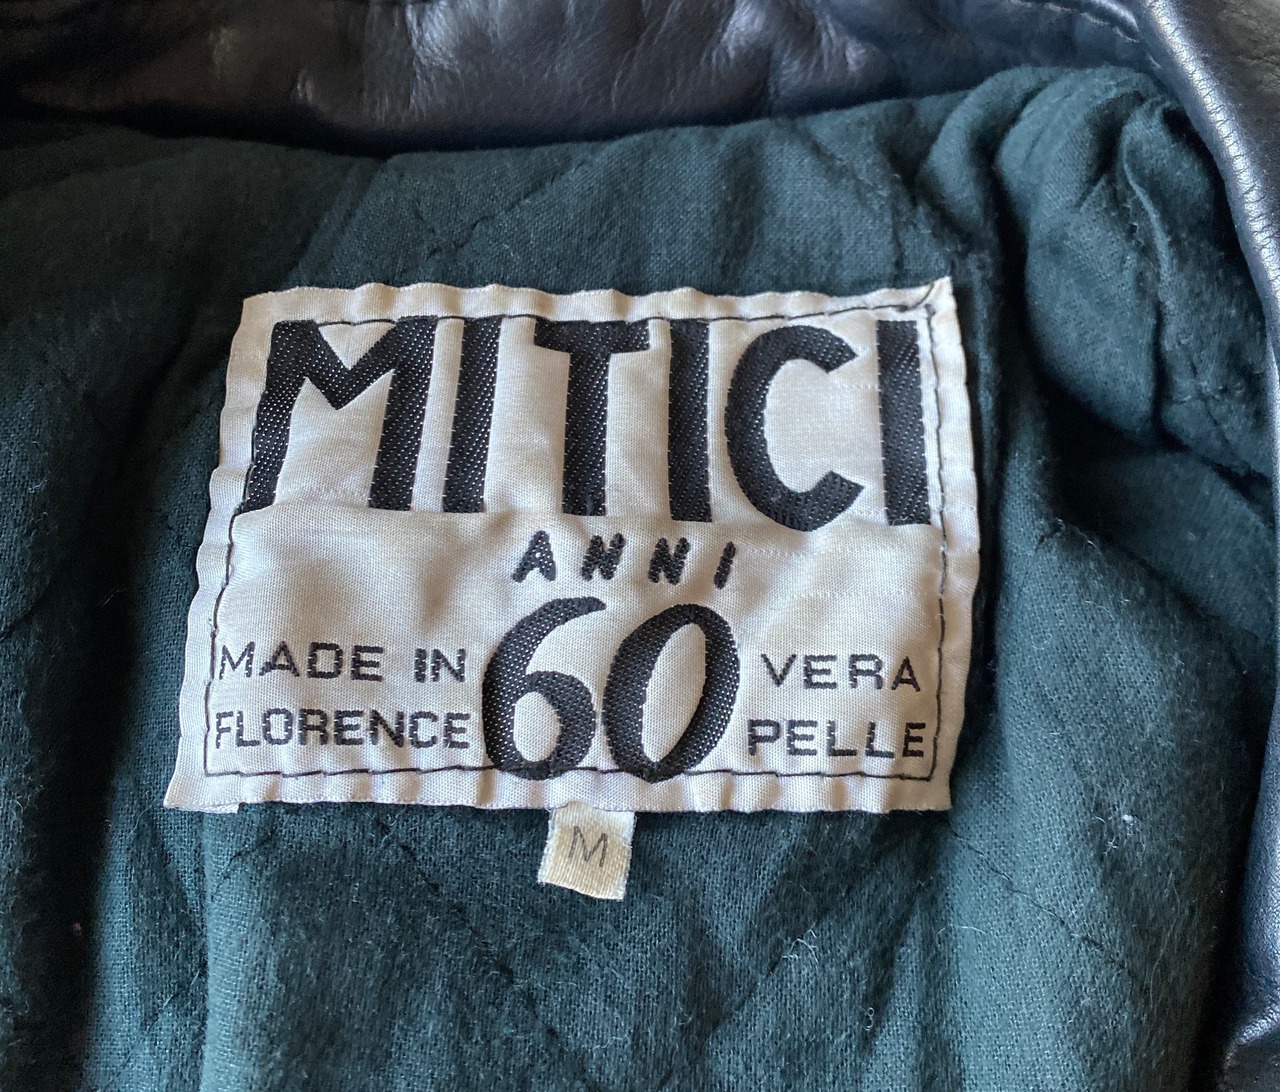 MITICI
ANNI
60
MADE IN
FLORENCE
VERA
PELLE
M